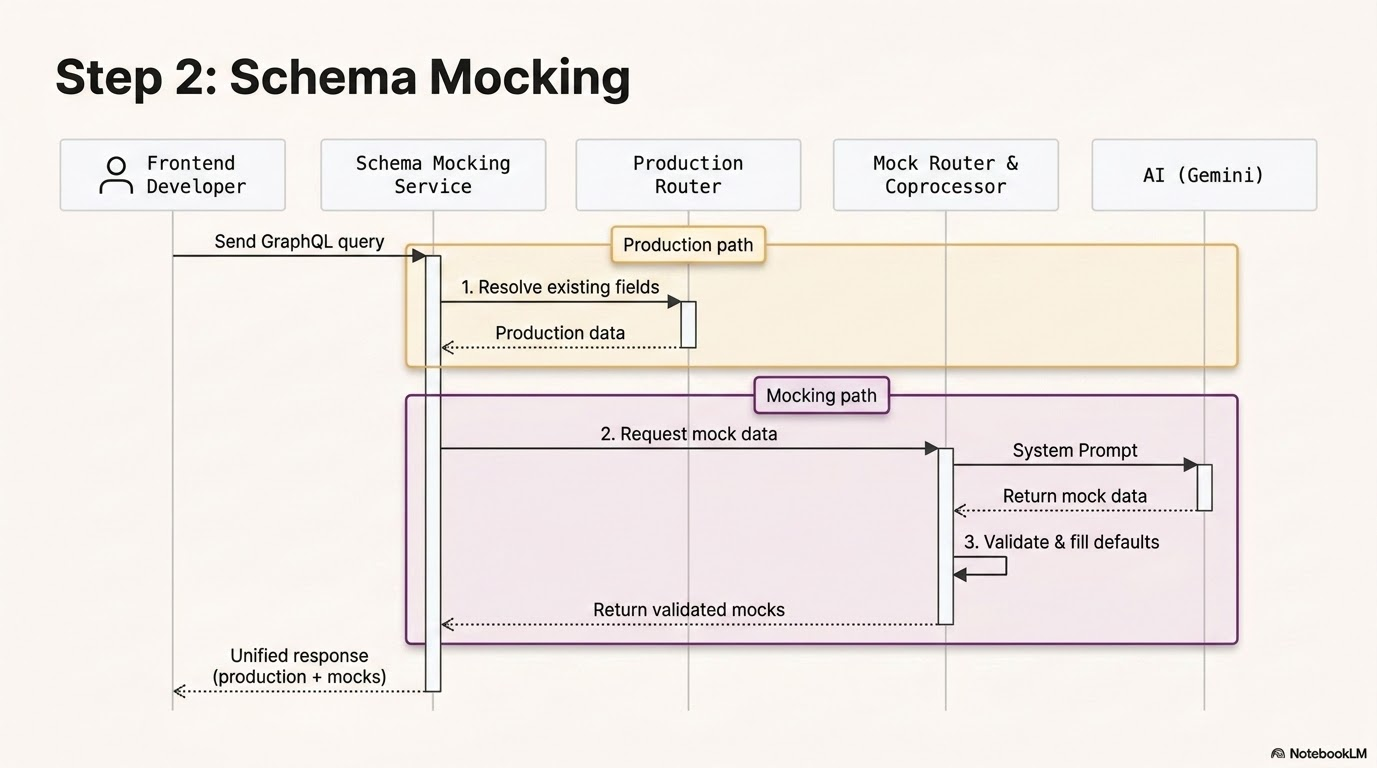 Step 2: Schema Mocking
Frontend
Developer
Schema Mocking
Service
Production
Router
Mock Router &
Coprocessor
AI (Gemini)
Send GraphQL query
Production path
1. Resolve existing fields
Production data
Mocking path
2. Request mock data
System Prompt
Return mock data
3. Validate & fill defaults
Return validated mocks
Unified response
(production + mocks)
NotebookLM